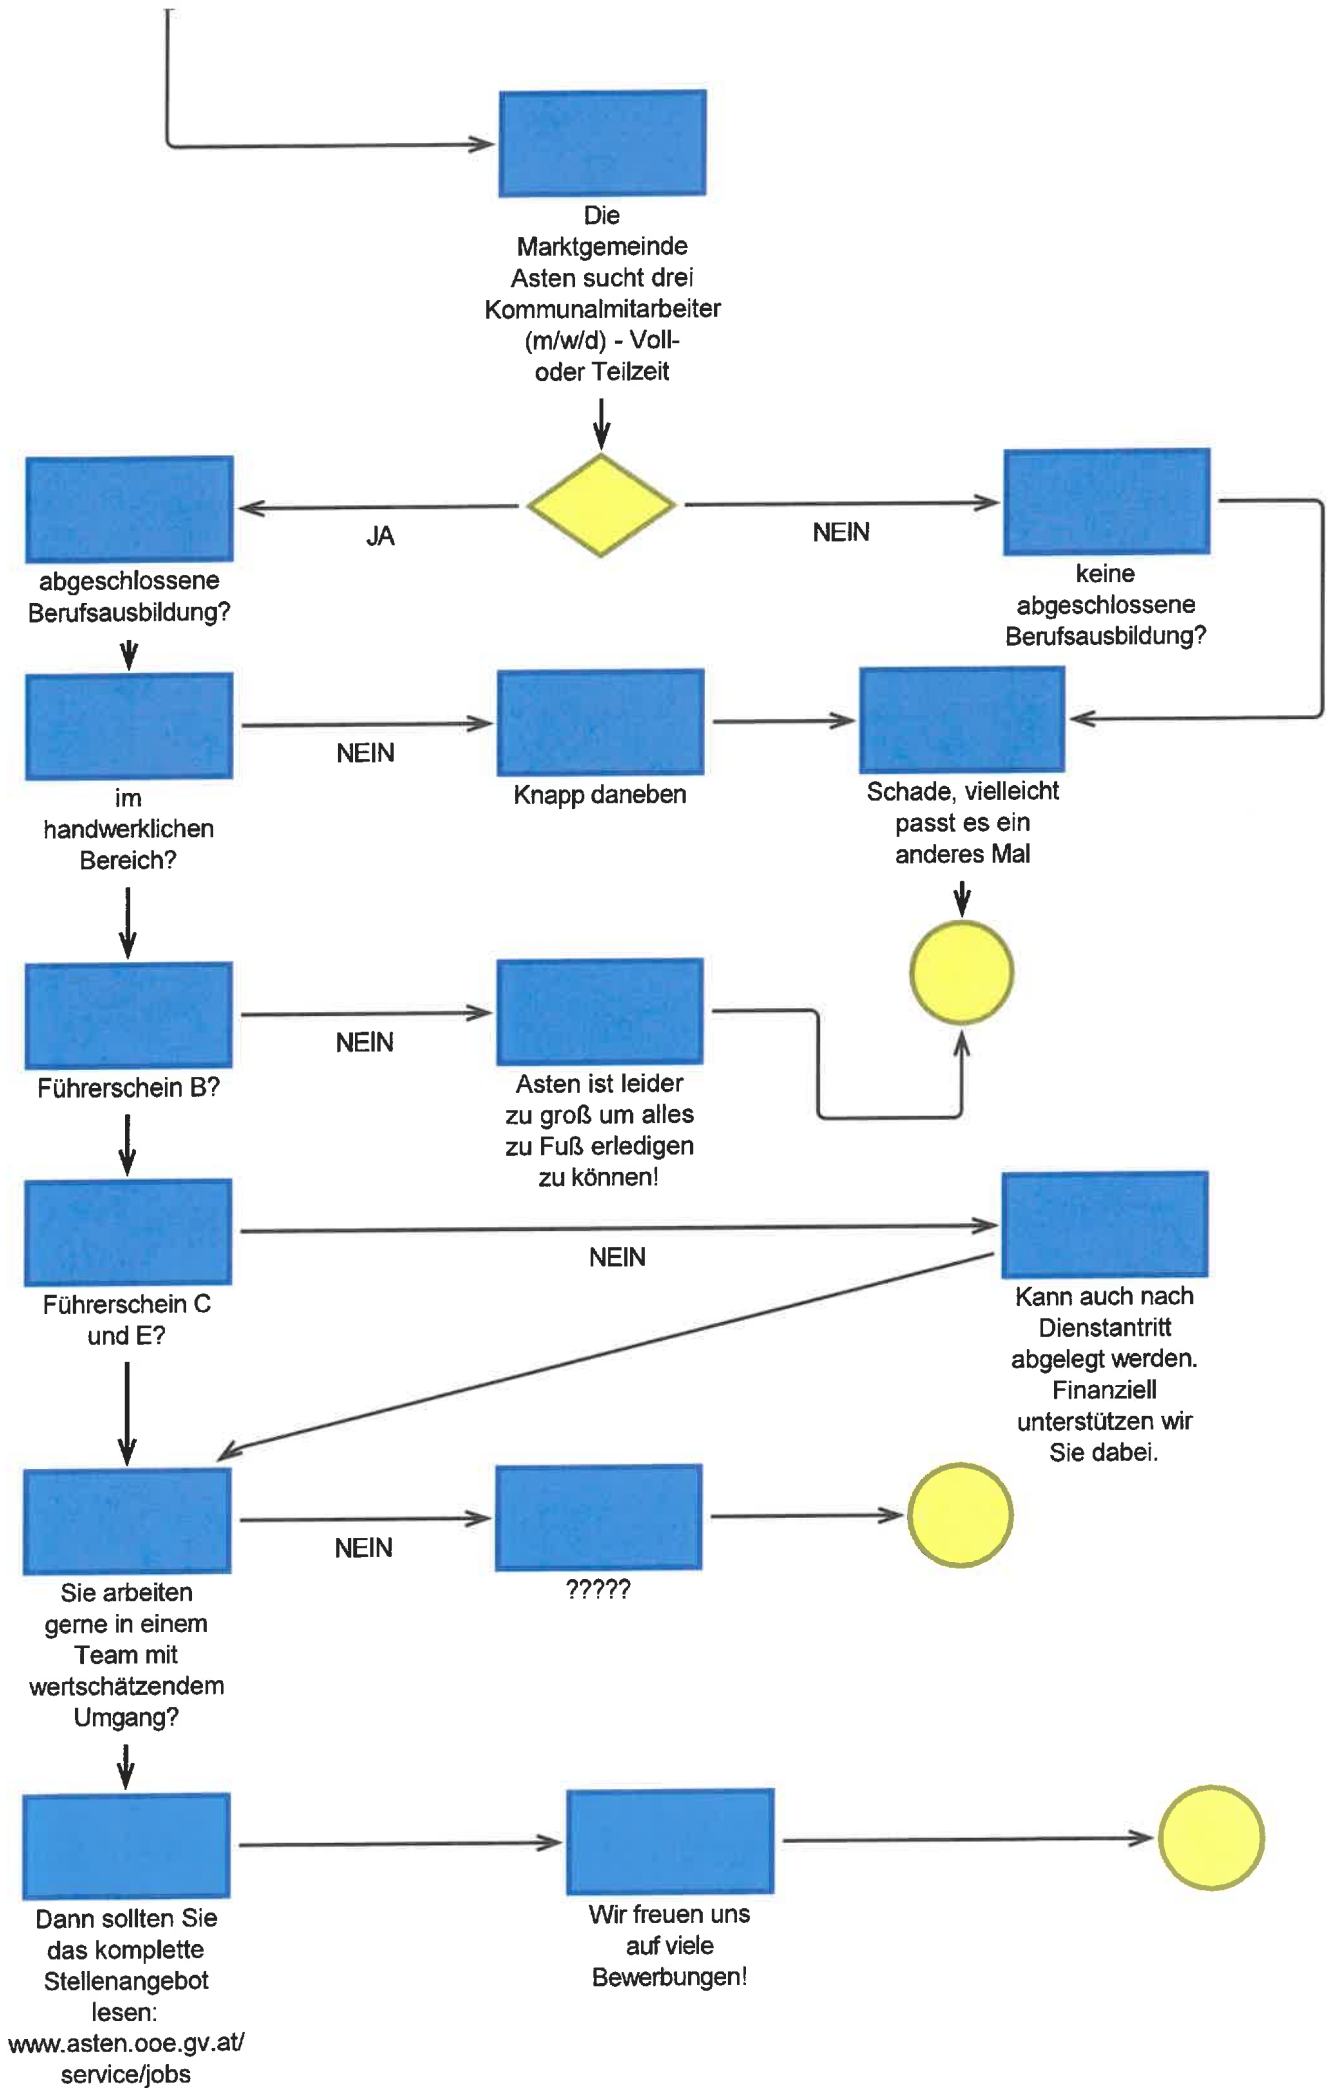 Die
Marktgemeinde
Asten sucht drei
Kommunalmitarbeiter
(m/w/d) - Voll-
oder Teilzeit
JA
NEIN
abgeschlossene
Berufsausbildung?
keine
abgeschlossene
Berufsausbildung?
NEIN
im
handwerklichen
Bereich?
Knapp daneben
Schade, vielleicht
passt es ein
anderes Mal
NEIN
Führerschein B?
Asten ist leider
zu groß um alles
zu Fuß erledigen
zu können!
NEIN
Führerschein C
und E?
Kann auch nach
Dienstantritt
abgelegt werden.
Finanziell
unterstützen wir
Sie dabei.
NEIN
Sie arbeiten
gerne in einem
Team mit
wertschätzendem
Umgang?
?????
Dann sollten Sie
das komplette
Stellenangebot
lesen:
www.asten.ooe.gv.at/
service/jobs
Wir freuen uns
auf viele
Bewerbungen!